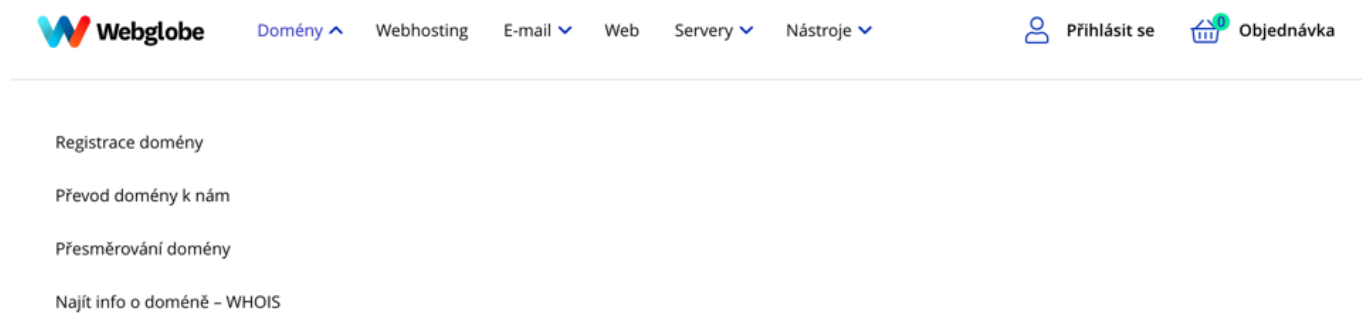 Webglobe Domény Webhosting E-mail Web Servery Nástroje Přihlásit se 0 Objednávka
Registrace domény
Převod domény k nám
Přesměrování domény
Najít info o doméně – WHOIS